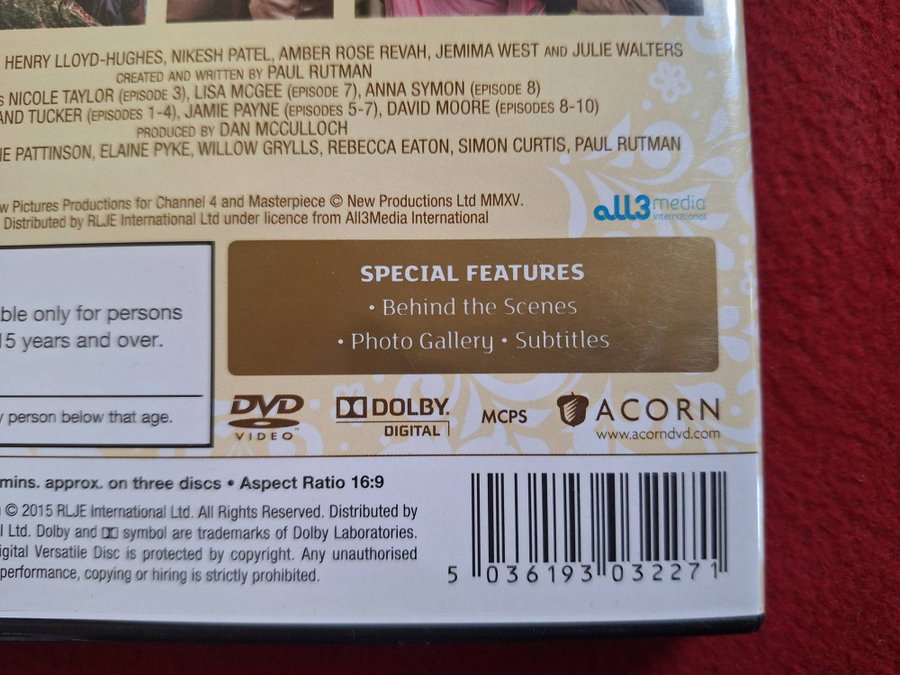 HENRY LLOYD-HUGHES, NIKESH PATEL, AMBER ROSE REVAH, JEMIMA WEST AND JULIE WALTERS
CREATED AND WRITTEN BY PAUL RUTMAN
NICOLE TAYLOR (EPISODE 3), LISA MCGEE (EPISODE 7), ANNA SYMON (EPISODE 8)
AND TUCKER (EPISODES 1-4), JAMIE PAYNE (EPISODES 5-7), DAVID MOORE (EPISODES 8-10)
PRODUCED BY DAN MCCULLOCH
IE PATTINSON, ELAINE PYKE, WILLOW GRYLLS, REBECCA EATON, SIMON CURTIS, PAUL RUTMAN
w Pictures Productions for Channel 4 and Masterpiece © New Productions Ltd MMXV.
Distributed by RLJE International Ltd under licence from All3Media International
all3 media
international
SPECIAL FEATURES
• Behind the Scenes
• Photo Gallery • Subtitles
ble only for persons
15 years and over.
y person below that age.
DVD
VIDEO
DOLBY
DIGITAL
MCPS
ACORN
www.acorndvd.com
mins. approx. on three discs • Aspect Ratio 16:9
© 2015 RLJE International Ltd. All Rights Reserved. Distributed by
l Ltd. Dolby and symbol are trademarks of Dolby Laboratories.
igital Versatile Disc is protected by copyright. Any unauthorised
performance, copying or hiring is strictly prohibited.
5 036193 032271